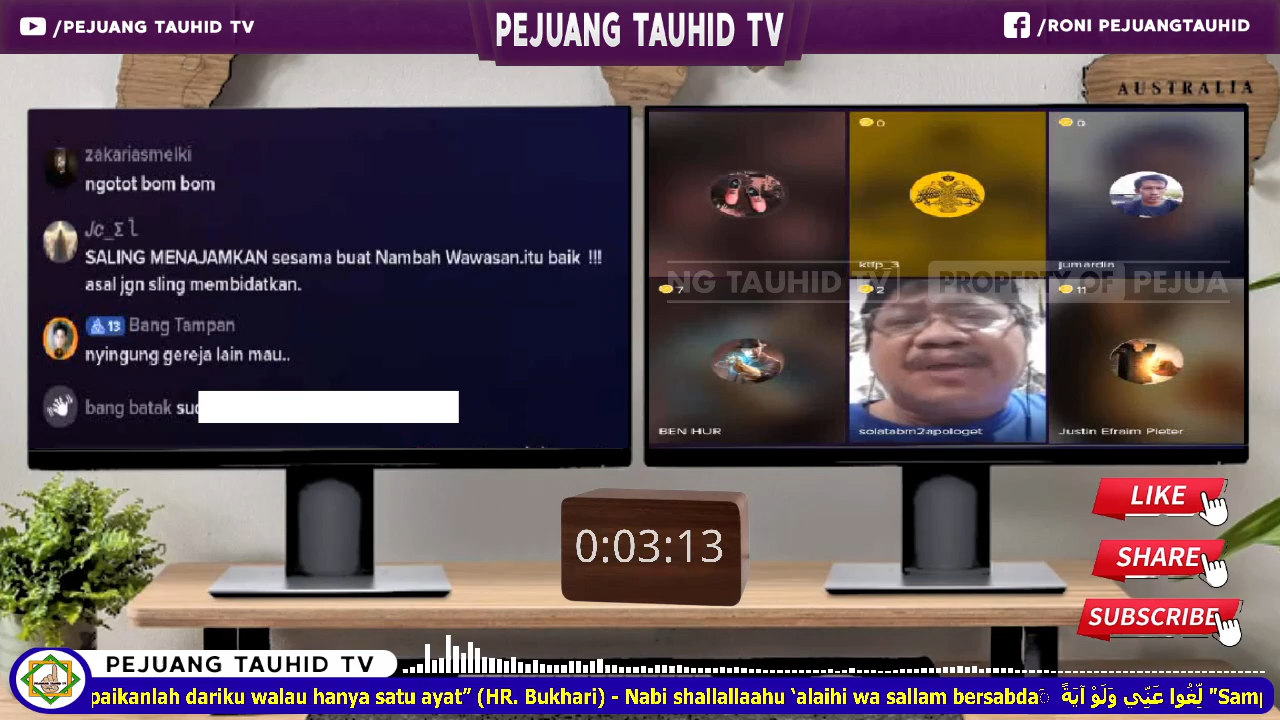 /PEJUANG TAUHID TV
PEJUANG TAUHID TV
/RONI PEJUANGTAUHID
AUSTRALIA
zakariasmelki
ngotot bom bom
Jc_Σl
SALING MENAJAMKAN sesama buat Nambah Wawasan.itu baik !!!
asal jgn sling membidatkan.
13 Bang Tampan
nyingung gereja lain mau..
bang batak
0
0
ktfp_3
jumardin
NG TAUHID TV
PROPERTY OF
PEJUA
7
2
11
BEN HUR
solatabm2apologet
Justin Efraim Pieter
0:03:13
LIKE
SHARE
SUBSCRIBE
PEJUANG TAUHID TV
paikanlah dariku walau hanya satu ayat” (HR. Bukhari) - Nabi shallallaahu ‘alaihi wa sallam bersabda لِّغُوا عَنِّي وَلَوْ آيَةً "Samp